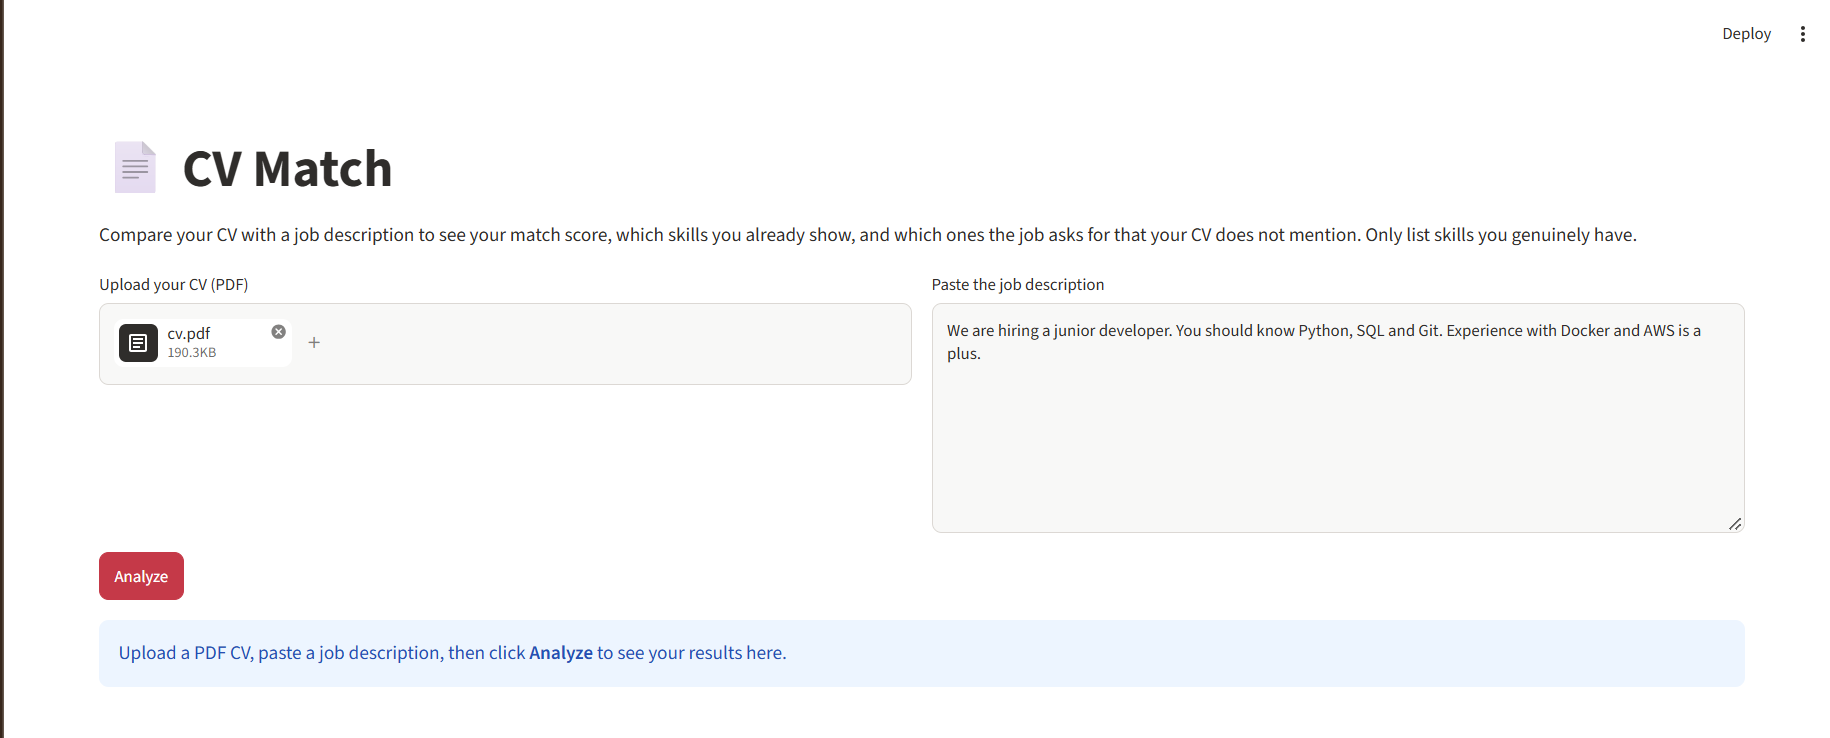 Deploy
CV Match
Compare your CV with a job description to see your match score, which skills you already show, and which ones the job asks for that your CV does not mention. Only list skills you genuinely have.
Upload your CV (PDF)
cv.pdf
190.3KB
Paste the job description
We are hiring a junior developer. You should know Python, SQL and Git. Experience with Docker and AWS is a
plus.
Analyze
Upload a PDF CV, paste a job description, then click Analyze to see your results here.